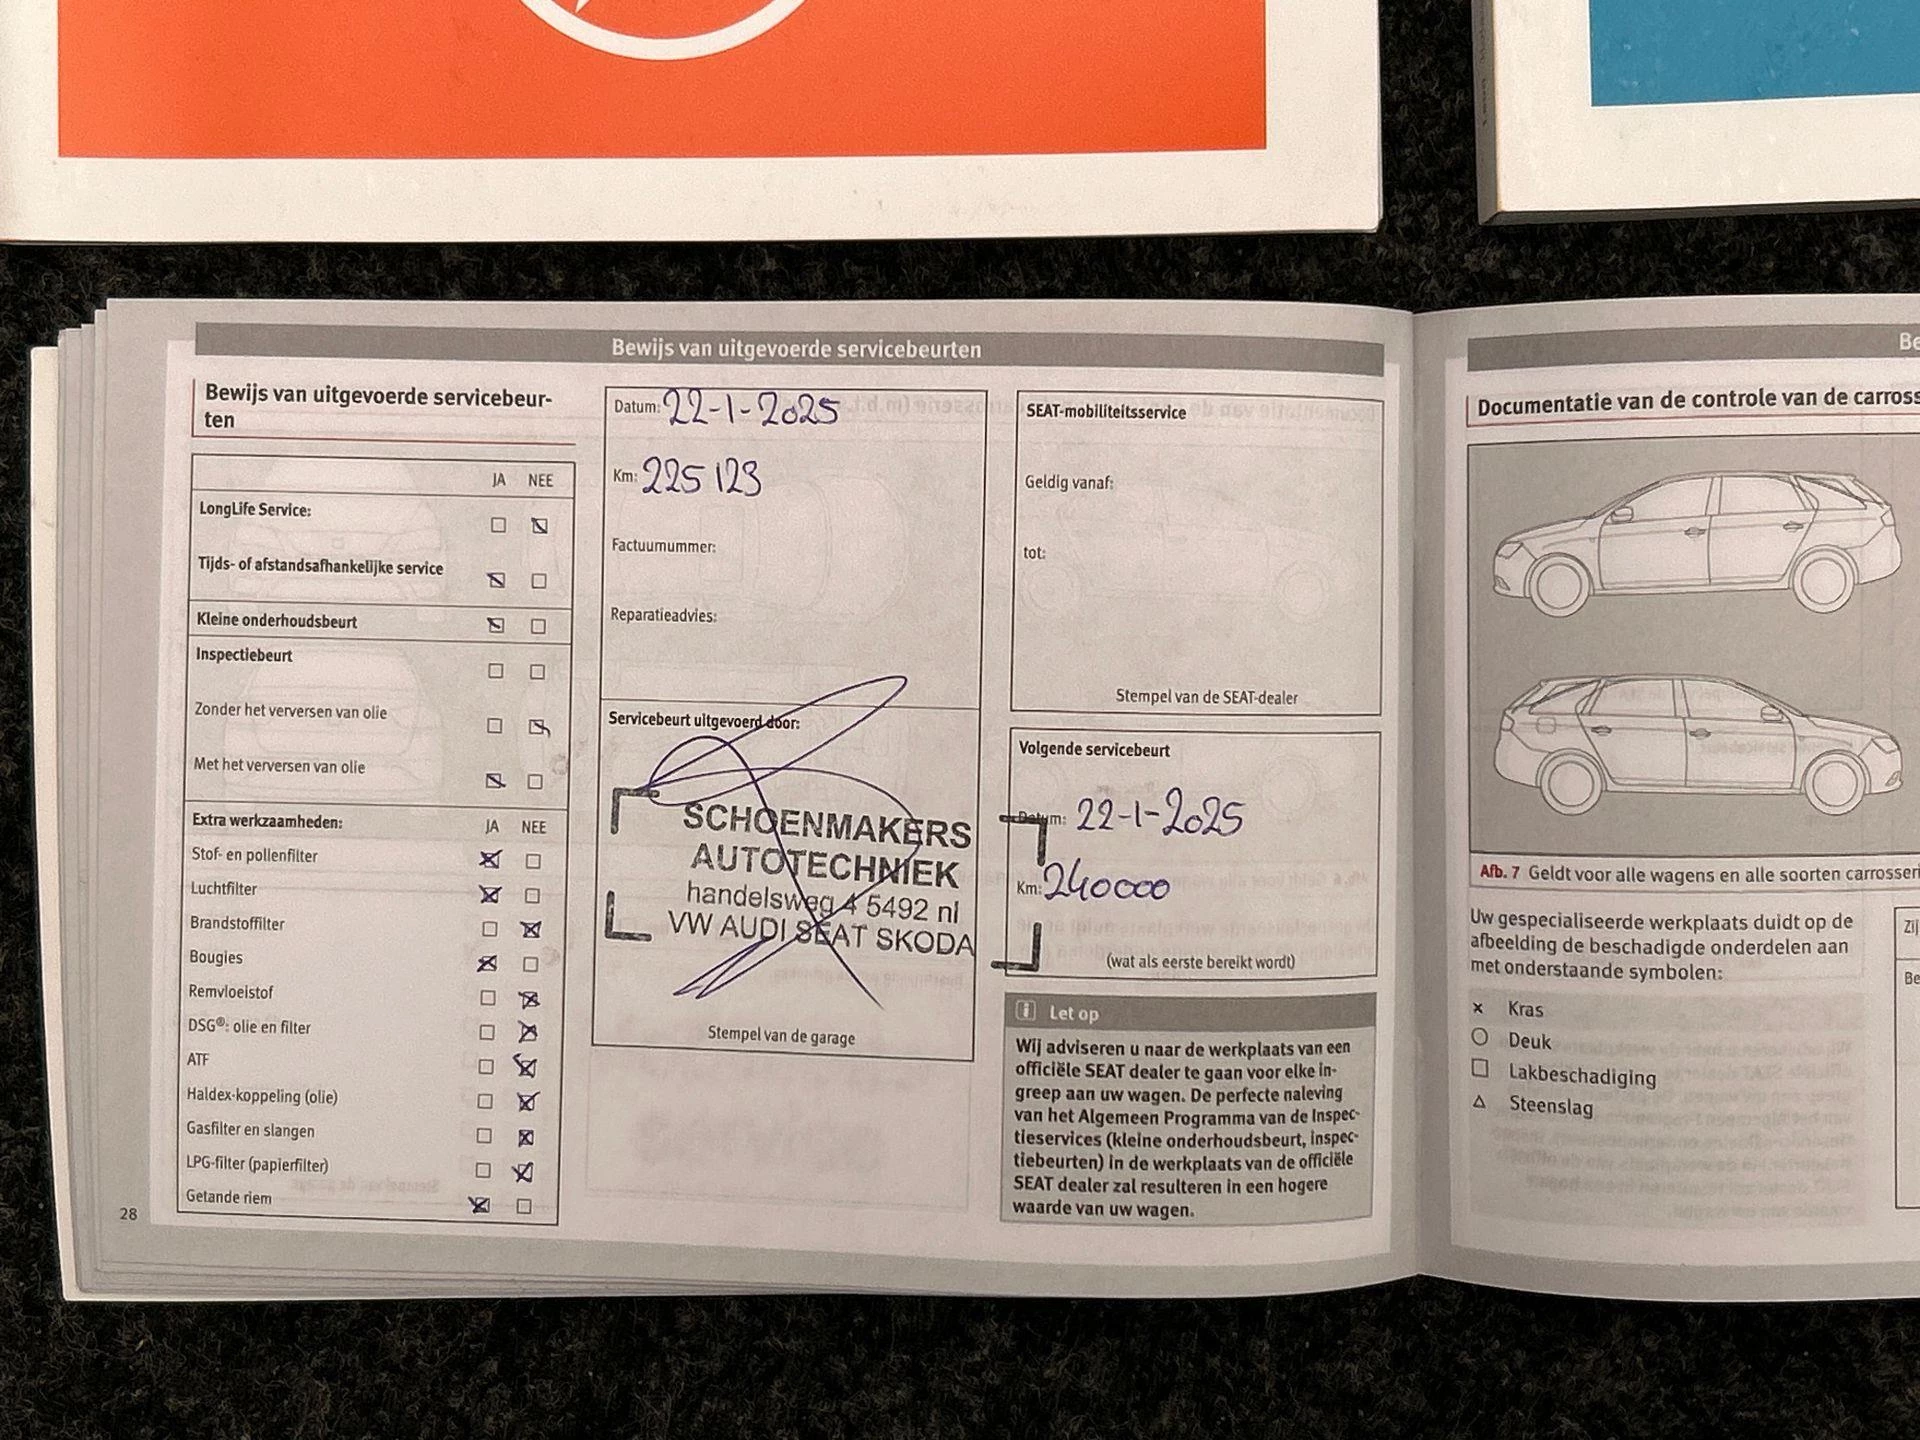 Bewijs van uitgevoerde servicebeurten
Bewijs van uitgevoerde servicebeur-
ten
JA NEE
LongLife Service:
Tijds- of afstandsafhankelijke service
Kleine onderhoudsbeurt
Inspectiebeurt
Zonder het verversen van olie
Met het verversen van olie
Extra werkzaamheden: JA NEE
Stof- en pollenfilter
Luchtfilter
Brandstoffilter
Bougies
Remvloeistof
DSG®: olie en filter
ATF
Haldex-koppeling (olie)
Gasfilter en slangen
LPG-filter (papierfilter)
Getande riem
28
Datum: 22-1-2025
Km: 225 123
Factuurnummer:
Reparatieadvies:
Servicebeurt uitgevoerd door:
SCHOENMAKERS
AUTOTECHNIEK
handelsweg 4 5492 nl
VW AUDI SEAT SKODA
Stempel van de garage
SEAT-mobiliteitsservice
Geldig vanaf:
tot:
Stempel van de SEAT-dealer
Volgende servicebeurt
Datum: 22-1-2025
Km: 240000
(wat als eerste bereikt wordt)
i Let op
Wij adviseren u naar de werkplaats van een
officiële SEAT dealer te gaan voor elke in-
greep aan uw wagen. De perfecte naleving
van het Algemeen Programma van de Inspec-
tieservices (kleine onderhoudsbeurt, inspec-
tiebeurten) in de werkplaats van de officiële
SEAT dealer zal resulteren in een hogere
waarde van uw wagen.
Be
Documentatie van de controle van de carross
Afb. 7 Geldt voor alle wagens en alle soorten carrosseri
Uw gespecialiseerde werkplaats duidt op de
afbeelding de beschadigde onderdelen aan
met onderstaande symbolen:
Kras
Deuk
Lakbeschadiging
Steenslag
Zij
Be